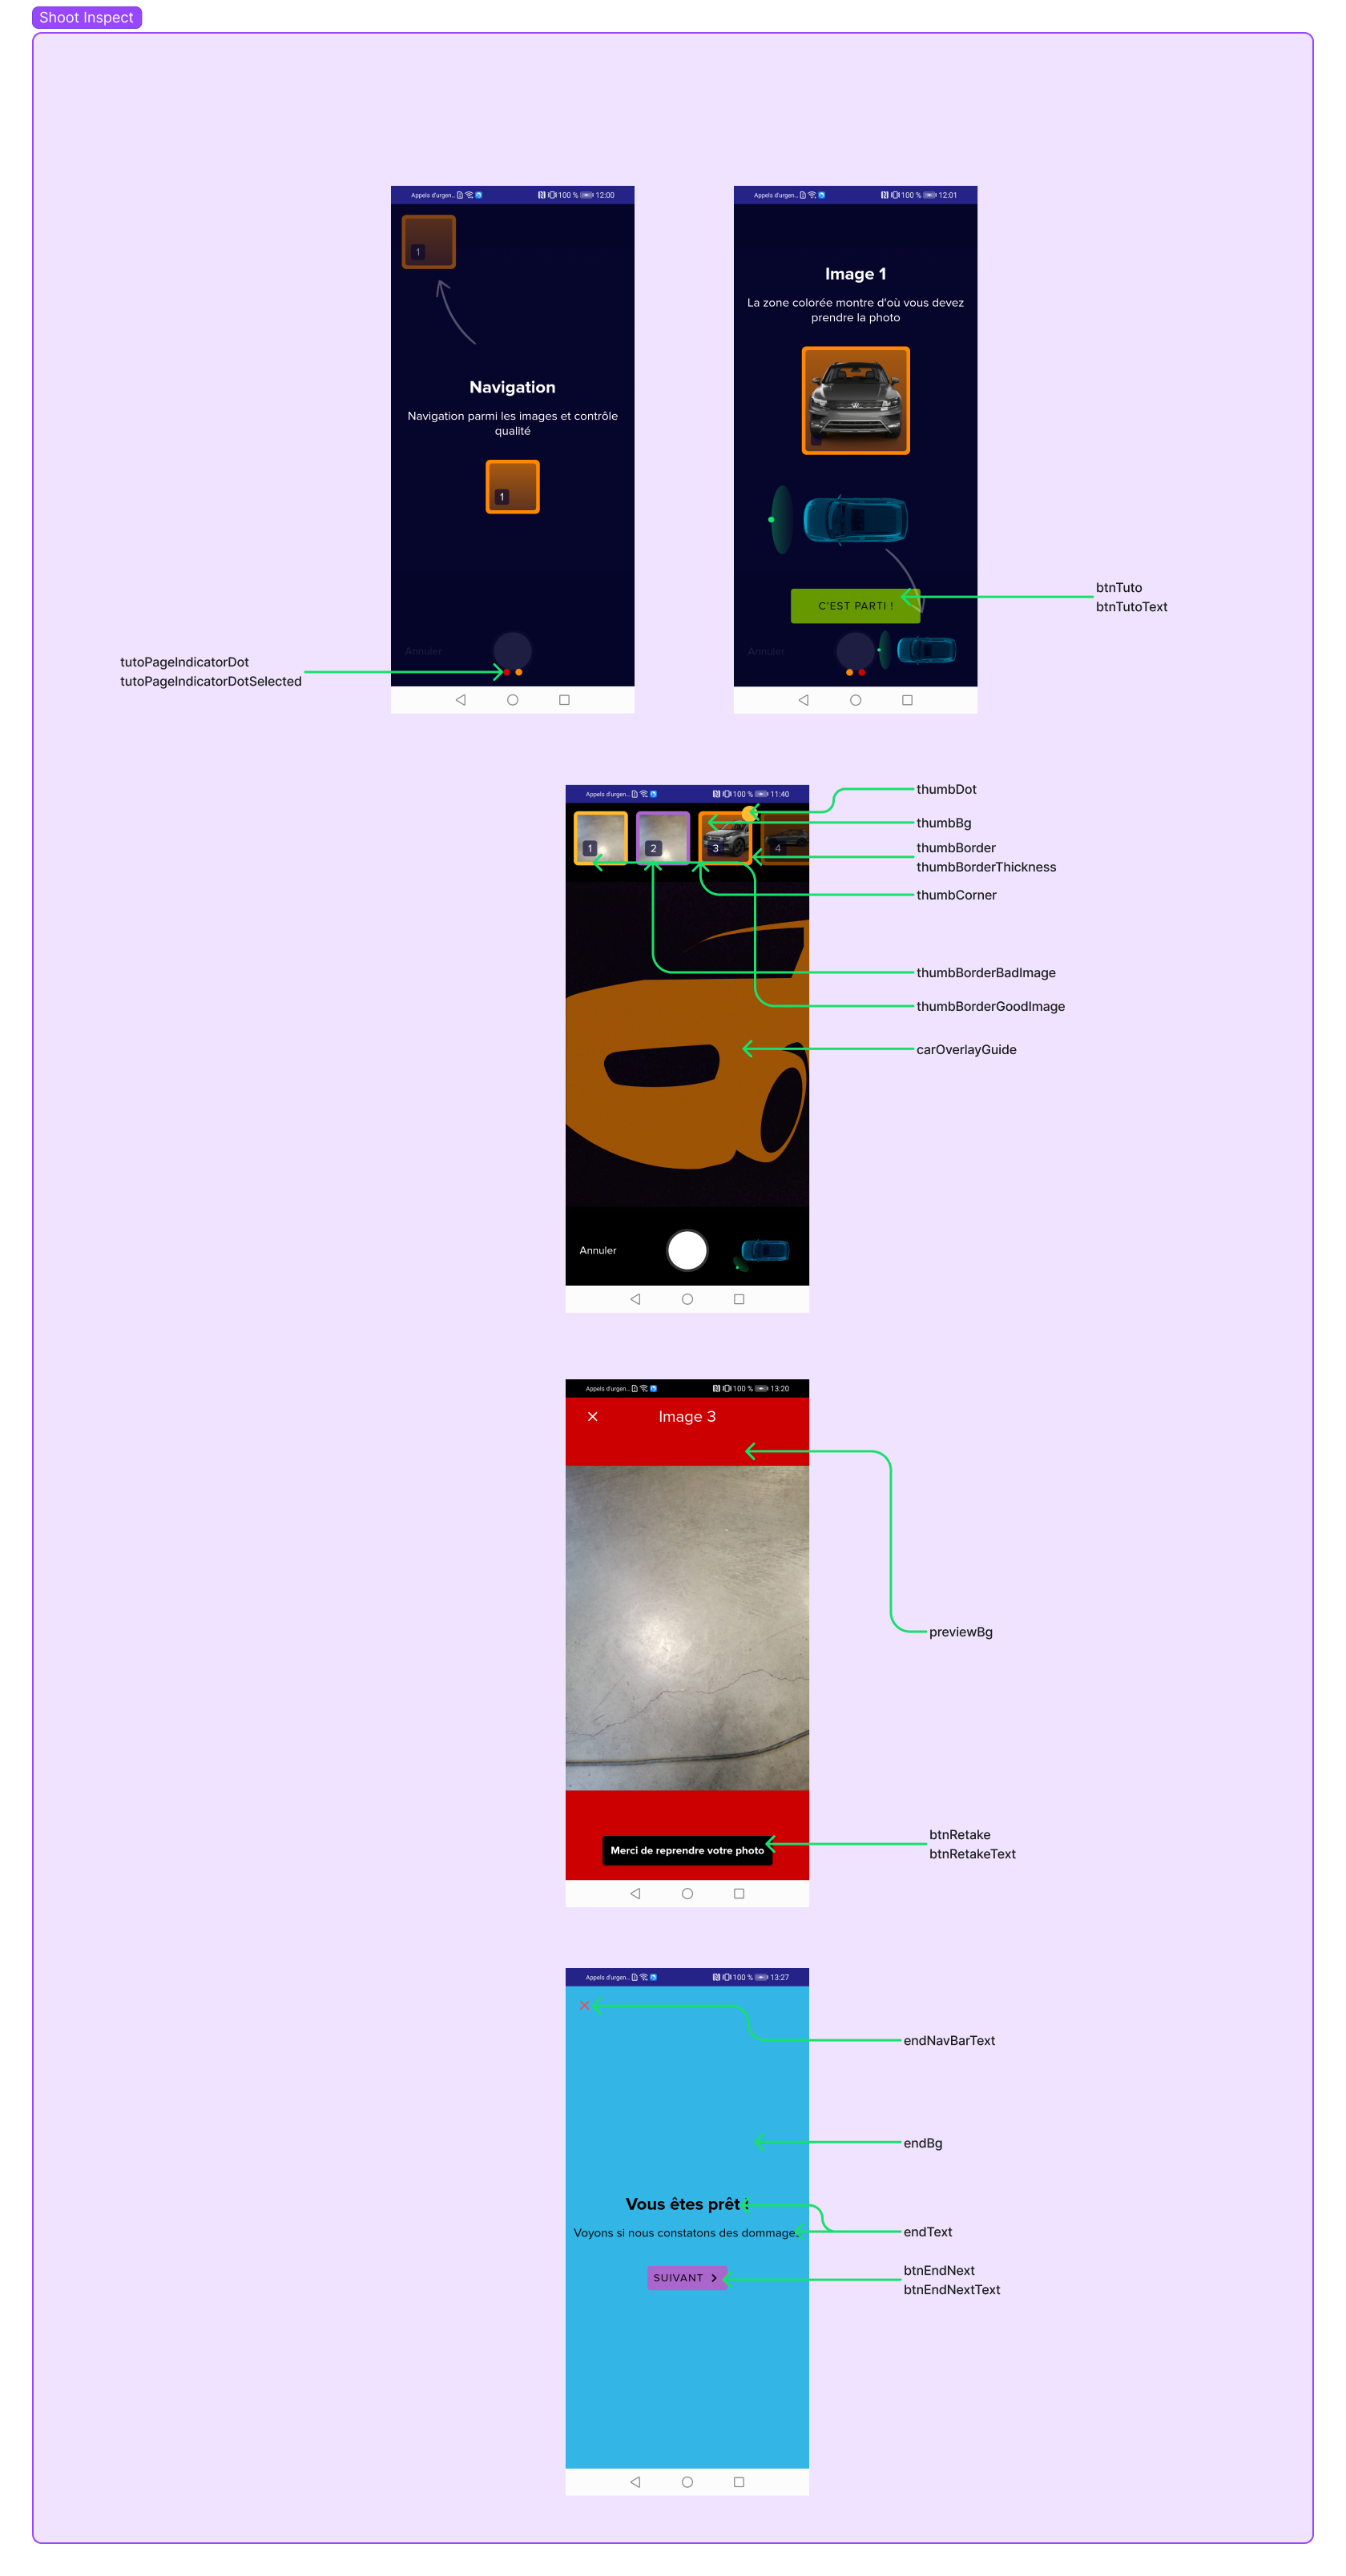 Shoot Inspect
Appels d'urgen..
100 %
12:00
1
Navigation
Navigation parmi les images et contrôle
qualité
1
Annuler
tutoPageIndicatorDot
tutoPageIndicatorDotSelected
Appels d'urgen..
100 %
12:01
Image 1
La zone colorée montre d'où vous devez
prendre la photo
C'EST PARTI !
Annuler
btnTuto
btnTutoText
Appels d'urgen..
100 %
11:40
1
2
3
4
Annuler
thumbDot
thumbBg
thumbBorder
thumbBorderThickness
thumbCorner
thumbBorderBadImage
thumbBorderGoodImage
carOverlayGuide
Appels d'urgen..
100 %
13:20
Image 3
Merci de reprendre votre photo
previewBg
btnRetake
btnRetakeText
Appels d'urgen..
100 %
13:27
Vous êtes prêt !
Voyons si nous constatons des dommages
SUIVANT
endNavBarText
endBg
endText
btnEndNext
btnEndNextText